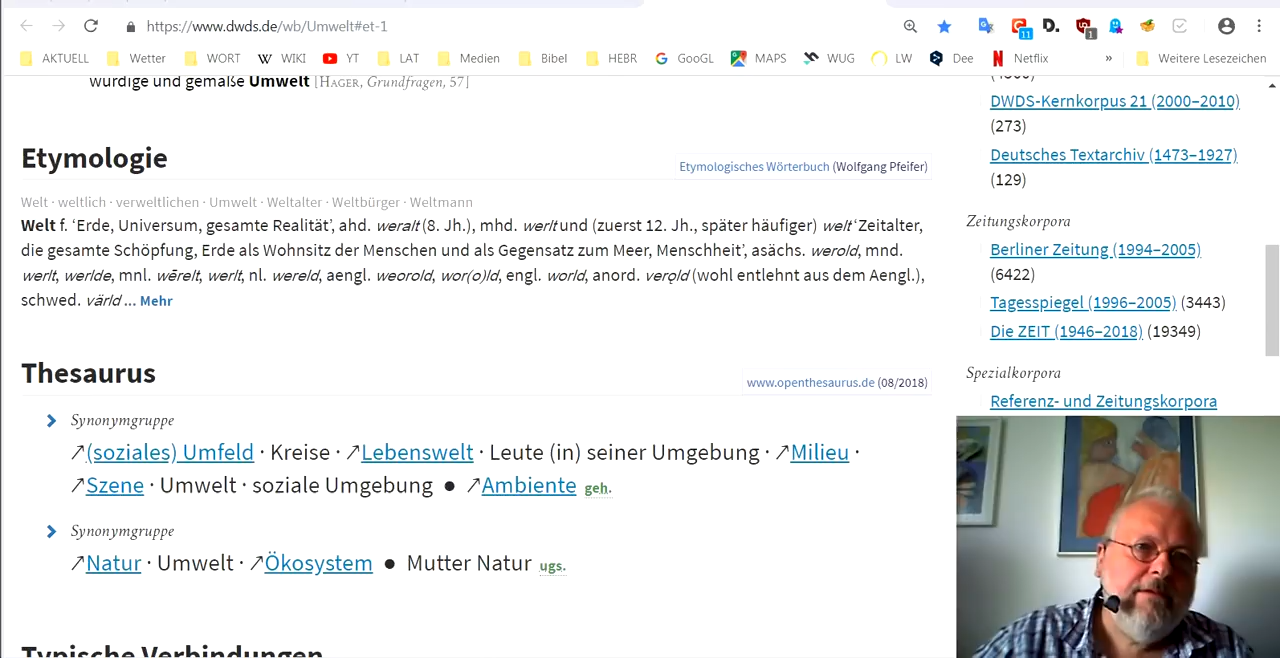 https://www.dwds.de/wb/Umwelt#et-1
11
D.
1
AKTUELL Wetter WORT WIKI YT LAT Medien Bibel HEBR GooGL MAPS WUG LW Dee Netflix » Weitere Lesezeichen
würdige und gemäße Umwelt [HAGER, Grundfragen, 57]
Etymologie
Etymologisches Wörterbuch (Wolfgang Pfeifer)
Welt · weltlich · verweltlichen · Umwelt · Weltalter · Weltbürger · Weltmann
Welt f. ‘Erde, Universum, gesamte Realität’, ahd. weralt (8. Jh.), mhd. werlt und (zuerst 12. Jh., später häufiger) welt ‘Zeitalter,
die gesamte Schöpfung, Erde als Wohnsitz der Menschen und als Gegensatz zum Meer, Menschheit’, asächs. werold, mnd.
werlt, werlde, mnl. wērelt, werlt, nl. wereld, aengl. weorold, wor(o)ld, engl. world, anord. verǫld (wohl entlehnt aus dem Aengl.),
schwed. värld ... Mehr
Thesaurus
www.openthesaurus.de (08/2018)
Synonymgruppe
↗(soziales) Umfeld · Kreise · ↗Lebenswelt · Leute (in) seiner Umgebung · ↗Milieu ·
↗Szene · Umwelt · soziale Umgebung ● ↗Ambiente geh.
Synonymgruppe
↗Natur · Umwelt · ↗Ökosystem ● Mutter Natur ugs.
Typische Verbindungen
DWDS-Kernkorpus 21 (2000–2010)
(273)
Deutsches Textarchiv (1473–1927)
(129)
Zeitungskorpora
Berliner Zeitung (1994–2005)
(6422)
Tagesspiegel (1996–2005) (3443)
Die ZEIT (1946–2018) (19349)
Spezialkorpora
Referenz- und Zeitungskorpora